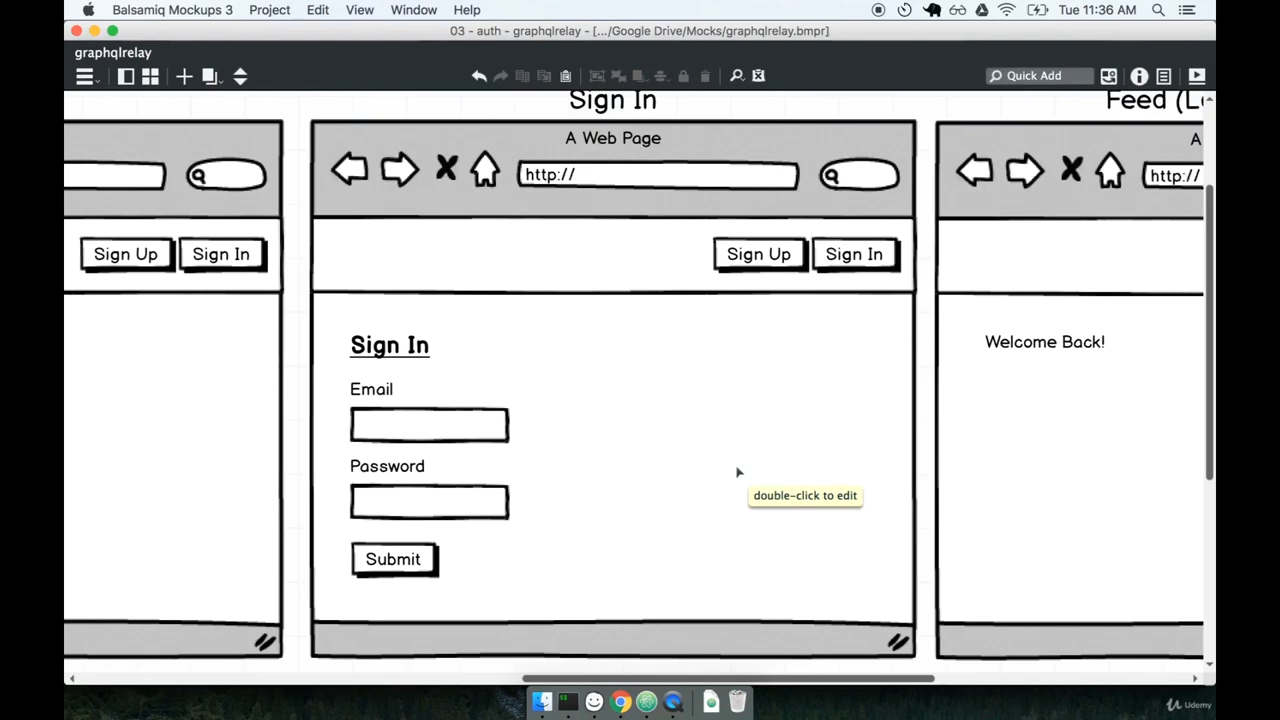 Balsamiq Mockups 3 Project Edit View Window Help Tue 11:36 AM
03 - auth - graphqlrelay - [.../Google Drive/Mocks/graphqlrelay.bmpr]
graphqlrelay
Quick Add
Sign In
Feed (L
A Web Page
A
http://
http://
Sign Up Sign In
Sign Up Sign In
Sign In
Welcome Back!
Email
Password
double-click to edit
Submit
Udemy